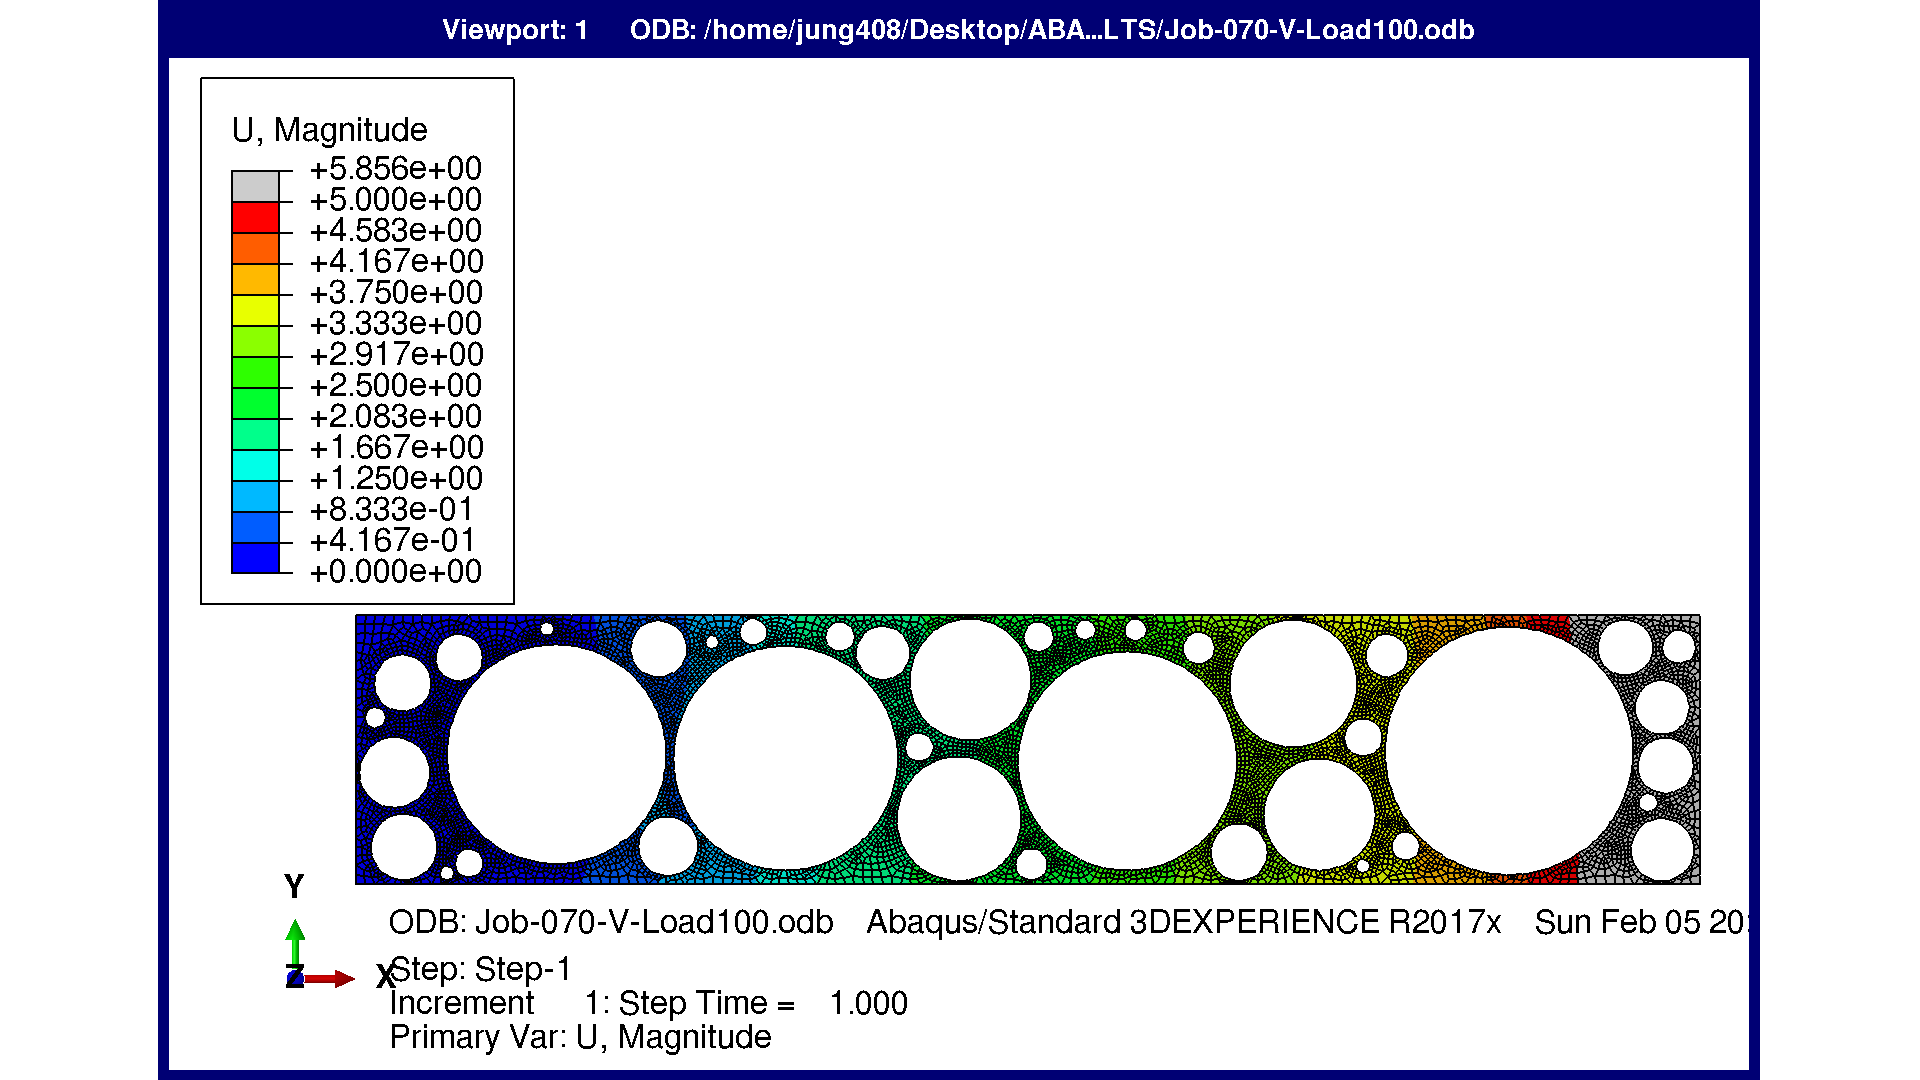 Viewport: 1 ODB: /home/jung408/Desktop/ABA...LTS/Job-070-V-Load100.odb
U, Magnitude
+5.856e+00
+5.000e+00
+4.583e+00
+4.167e+00
+3.750e+00
+3.333e+00
+2.917e+00
+2.500e+00
+2.083e+00
+1.667e+00
+1.250e+00
+8.333e-01
+4.167e-01
+0.000e+00
Y
Z
X
ODB: Job-070-V-Load100.odb Abaqus/Standard 3DEXPERIENCE R2017x Sun Feb 05 20
Step: Step-1
Increment 1: Step Time = 1.000
Primary Var: U, Magnitude